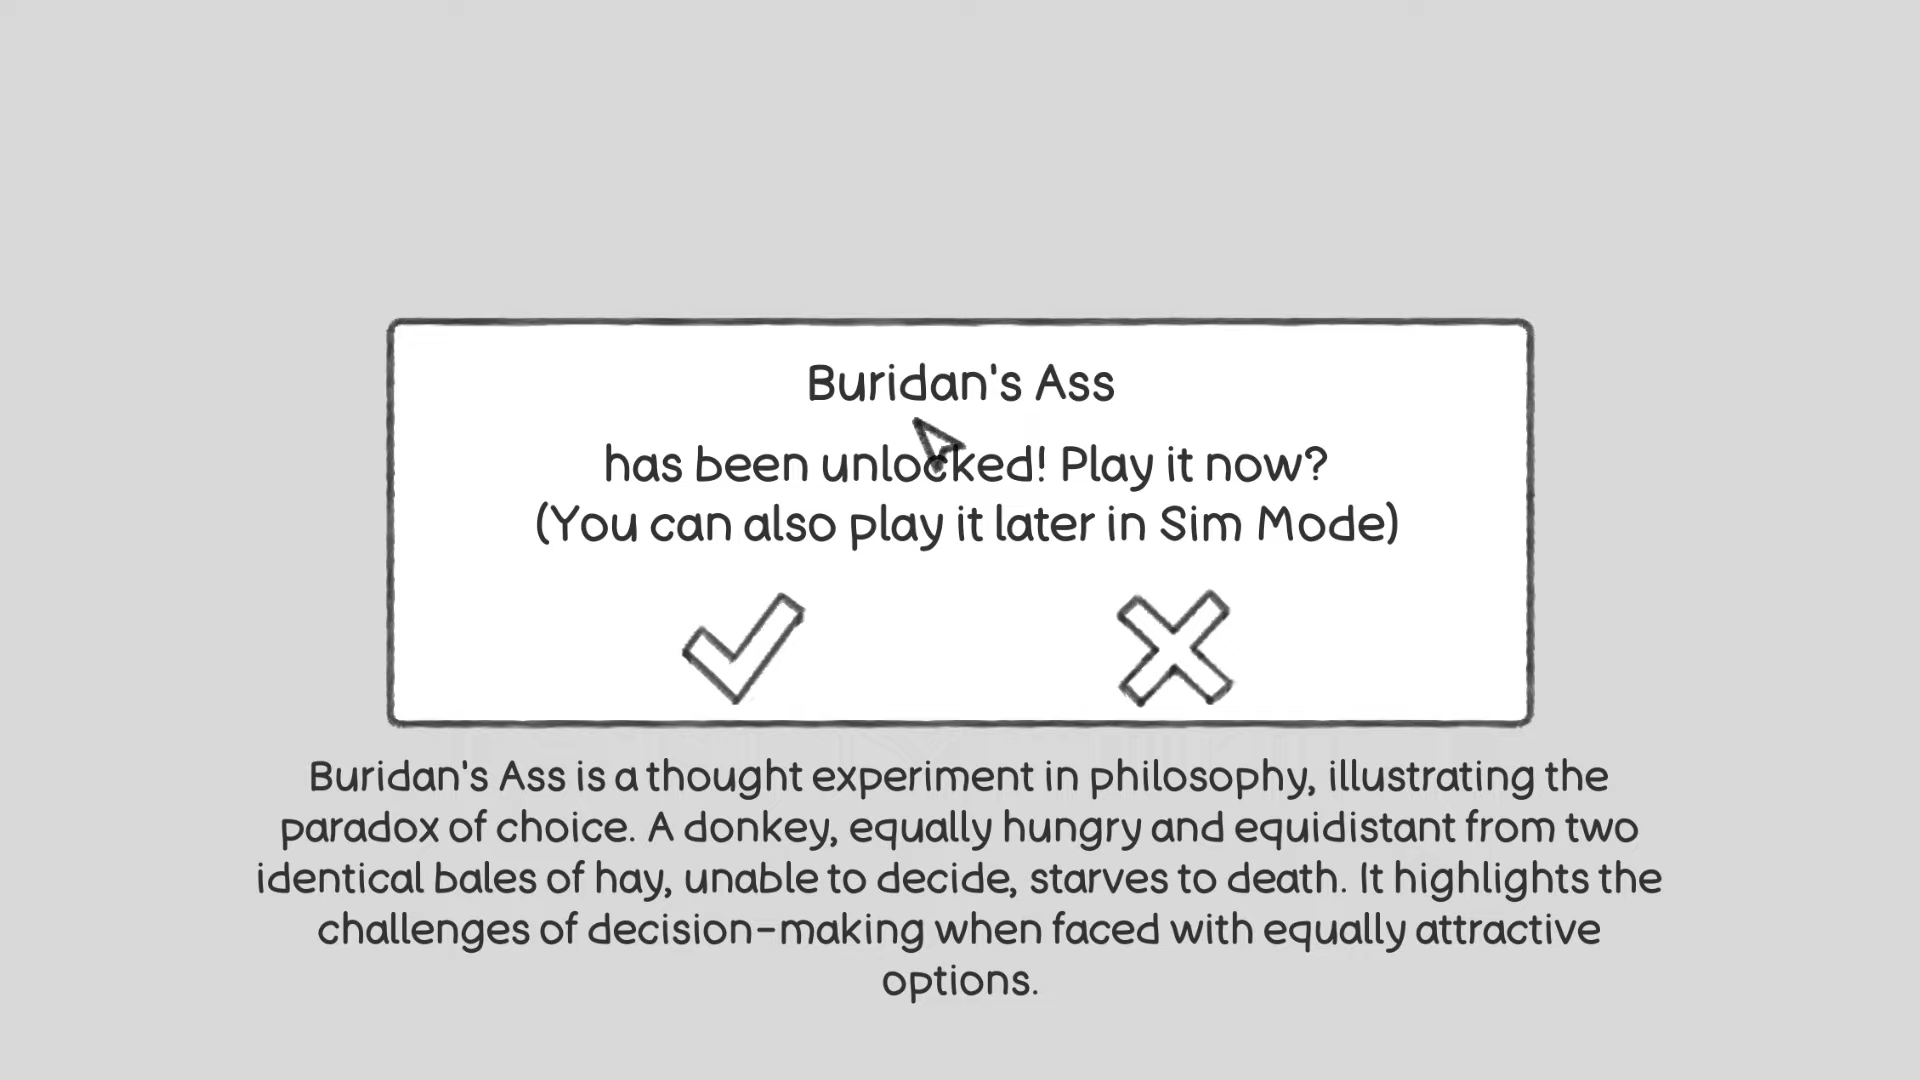 Buridan's Ass
has been unlocked! Play it now?
(You can also play it later in Sim Mode)
Buridan's Ass is a thought experiment in philosophy, illustrating the
paradox of choice. A donkey, equally hungry and equidistant from two
identical bales of hay, unable to decide, starves to death. It highlights the
challenges of decision-making when faced with equally attractive
options.